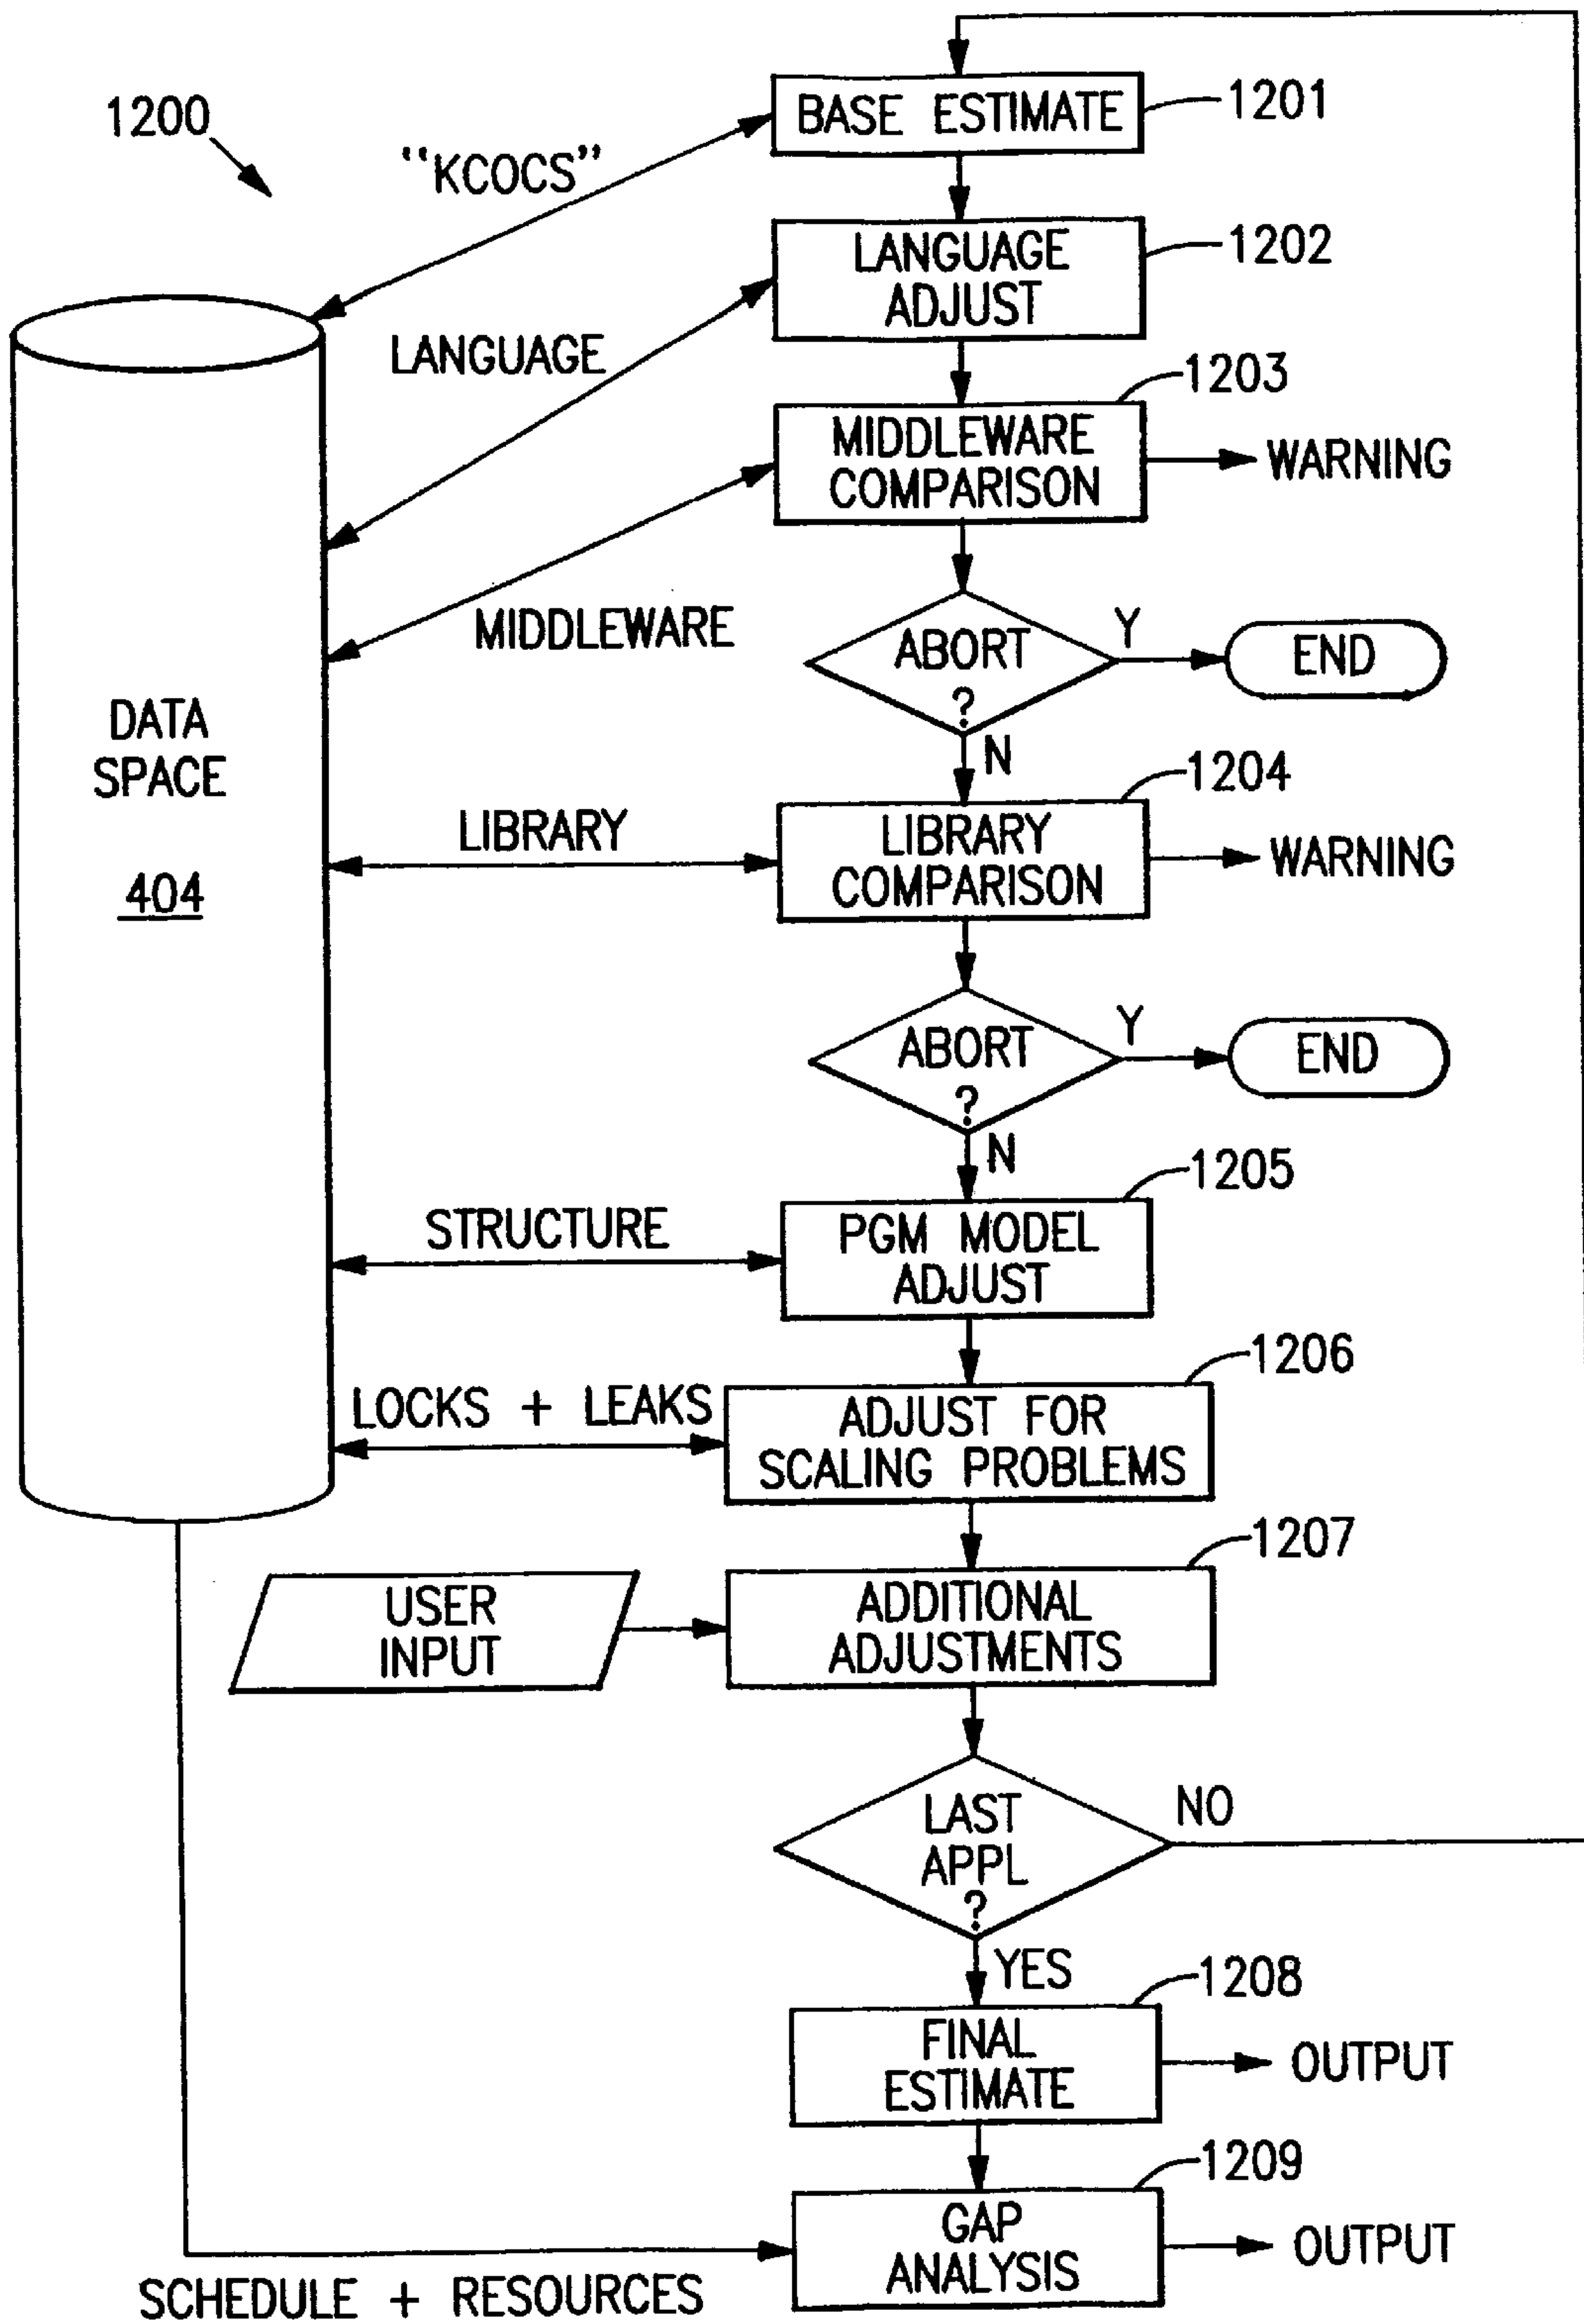 1200
"KCOCS"
BASE ESTIMATE
1201
LANGUAGE
ADJUST
1202
LANGUAGE
1203
MIDDLEWARE
COMPARISON
WARNING
MIDDLEWARE
ABORT
?
Y
END
N
DATA
SPACE
404
1204
LIBRARY
LIBRARY
COMPARISON
WARNING
ABORT
?
Y
END
N
1205
STRUCTURE
PGM MODEL
ADJUST
1206
LOCKS + LEAKS
ADJUST FOR
SCALING PROBLEMS
1207
USER
INPUT
ADDITIONAL
ADJUSTMENTS
LAST
APPL
?
NO
YES
1208
FINAL
ESTIMATE
OUTPUT
1209
GAP
ANALYSIS
OUTPUT
SCHEDULE + RESOURCES